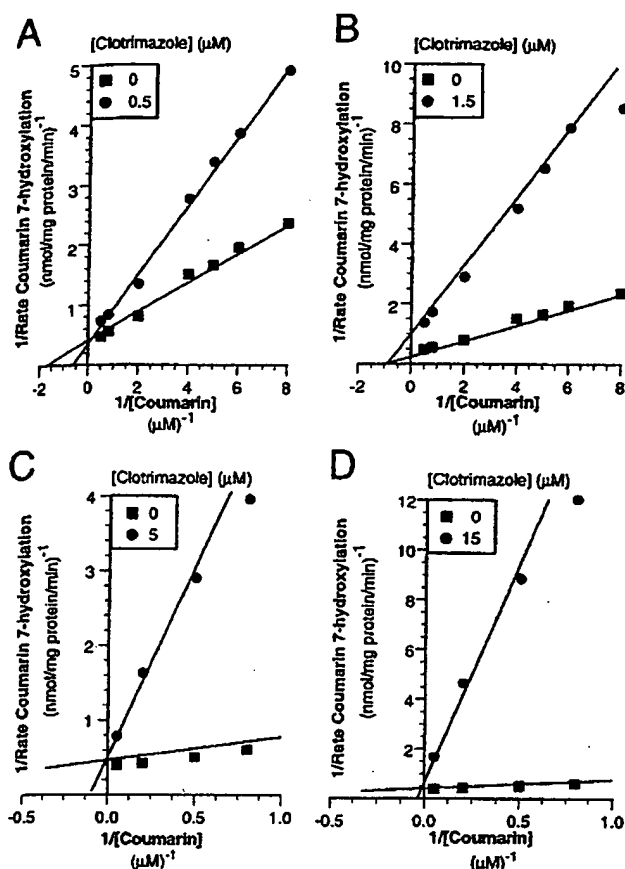 A
[Clotrimazole] (µM)
0
0.5
1/Rate Coumarin 7-hydroxylation
(nmol/mg protein/min)⁻¹
5
4
2
1
-2
0
2
4
6
8
1/[Coumarin]
(µM)⁻¹
B
[Clotrimazole] (µM)
0
1.5
1/Rate Coumarin 7-hydroxylation
(nmol/mg protein/min)⁻¹
10
8
6
4
2
-2
0
2
4
6
8
1/[Coumarin]
(µM)⁻¹
C
[Clotrimazole] (µM)
0
5
1/Rate Coumarin 7-hydroxylation
(nmol/mg protein/min)⁻¹
4
3
2
1
-0.5
0.0
0.5
1.0
1/[Coumarin]
(µM)⁻¹
D
[Clotrimazole] (µM)
0
15
1/Rate Coumarin 7-hydroxylation
(nmol/mg protein/min)⁻¹
12
10
8
6
4
2
-0.5
0.0
0.5
1.0
1/[Coumarin]
(µM)⁻¹